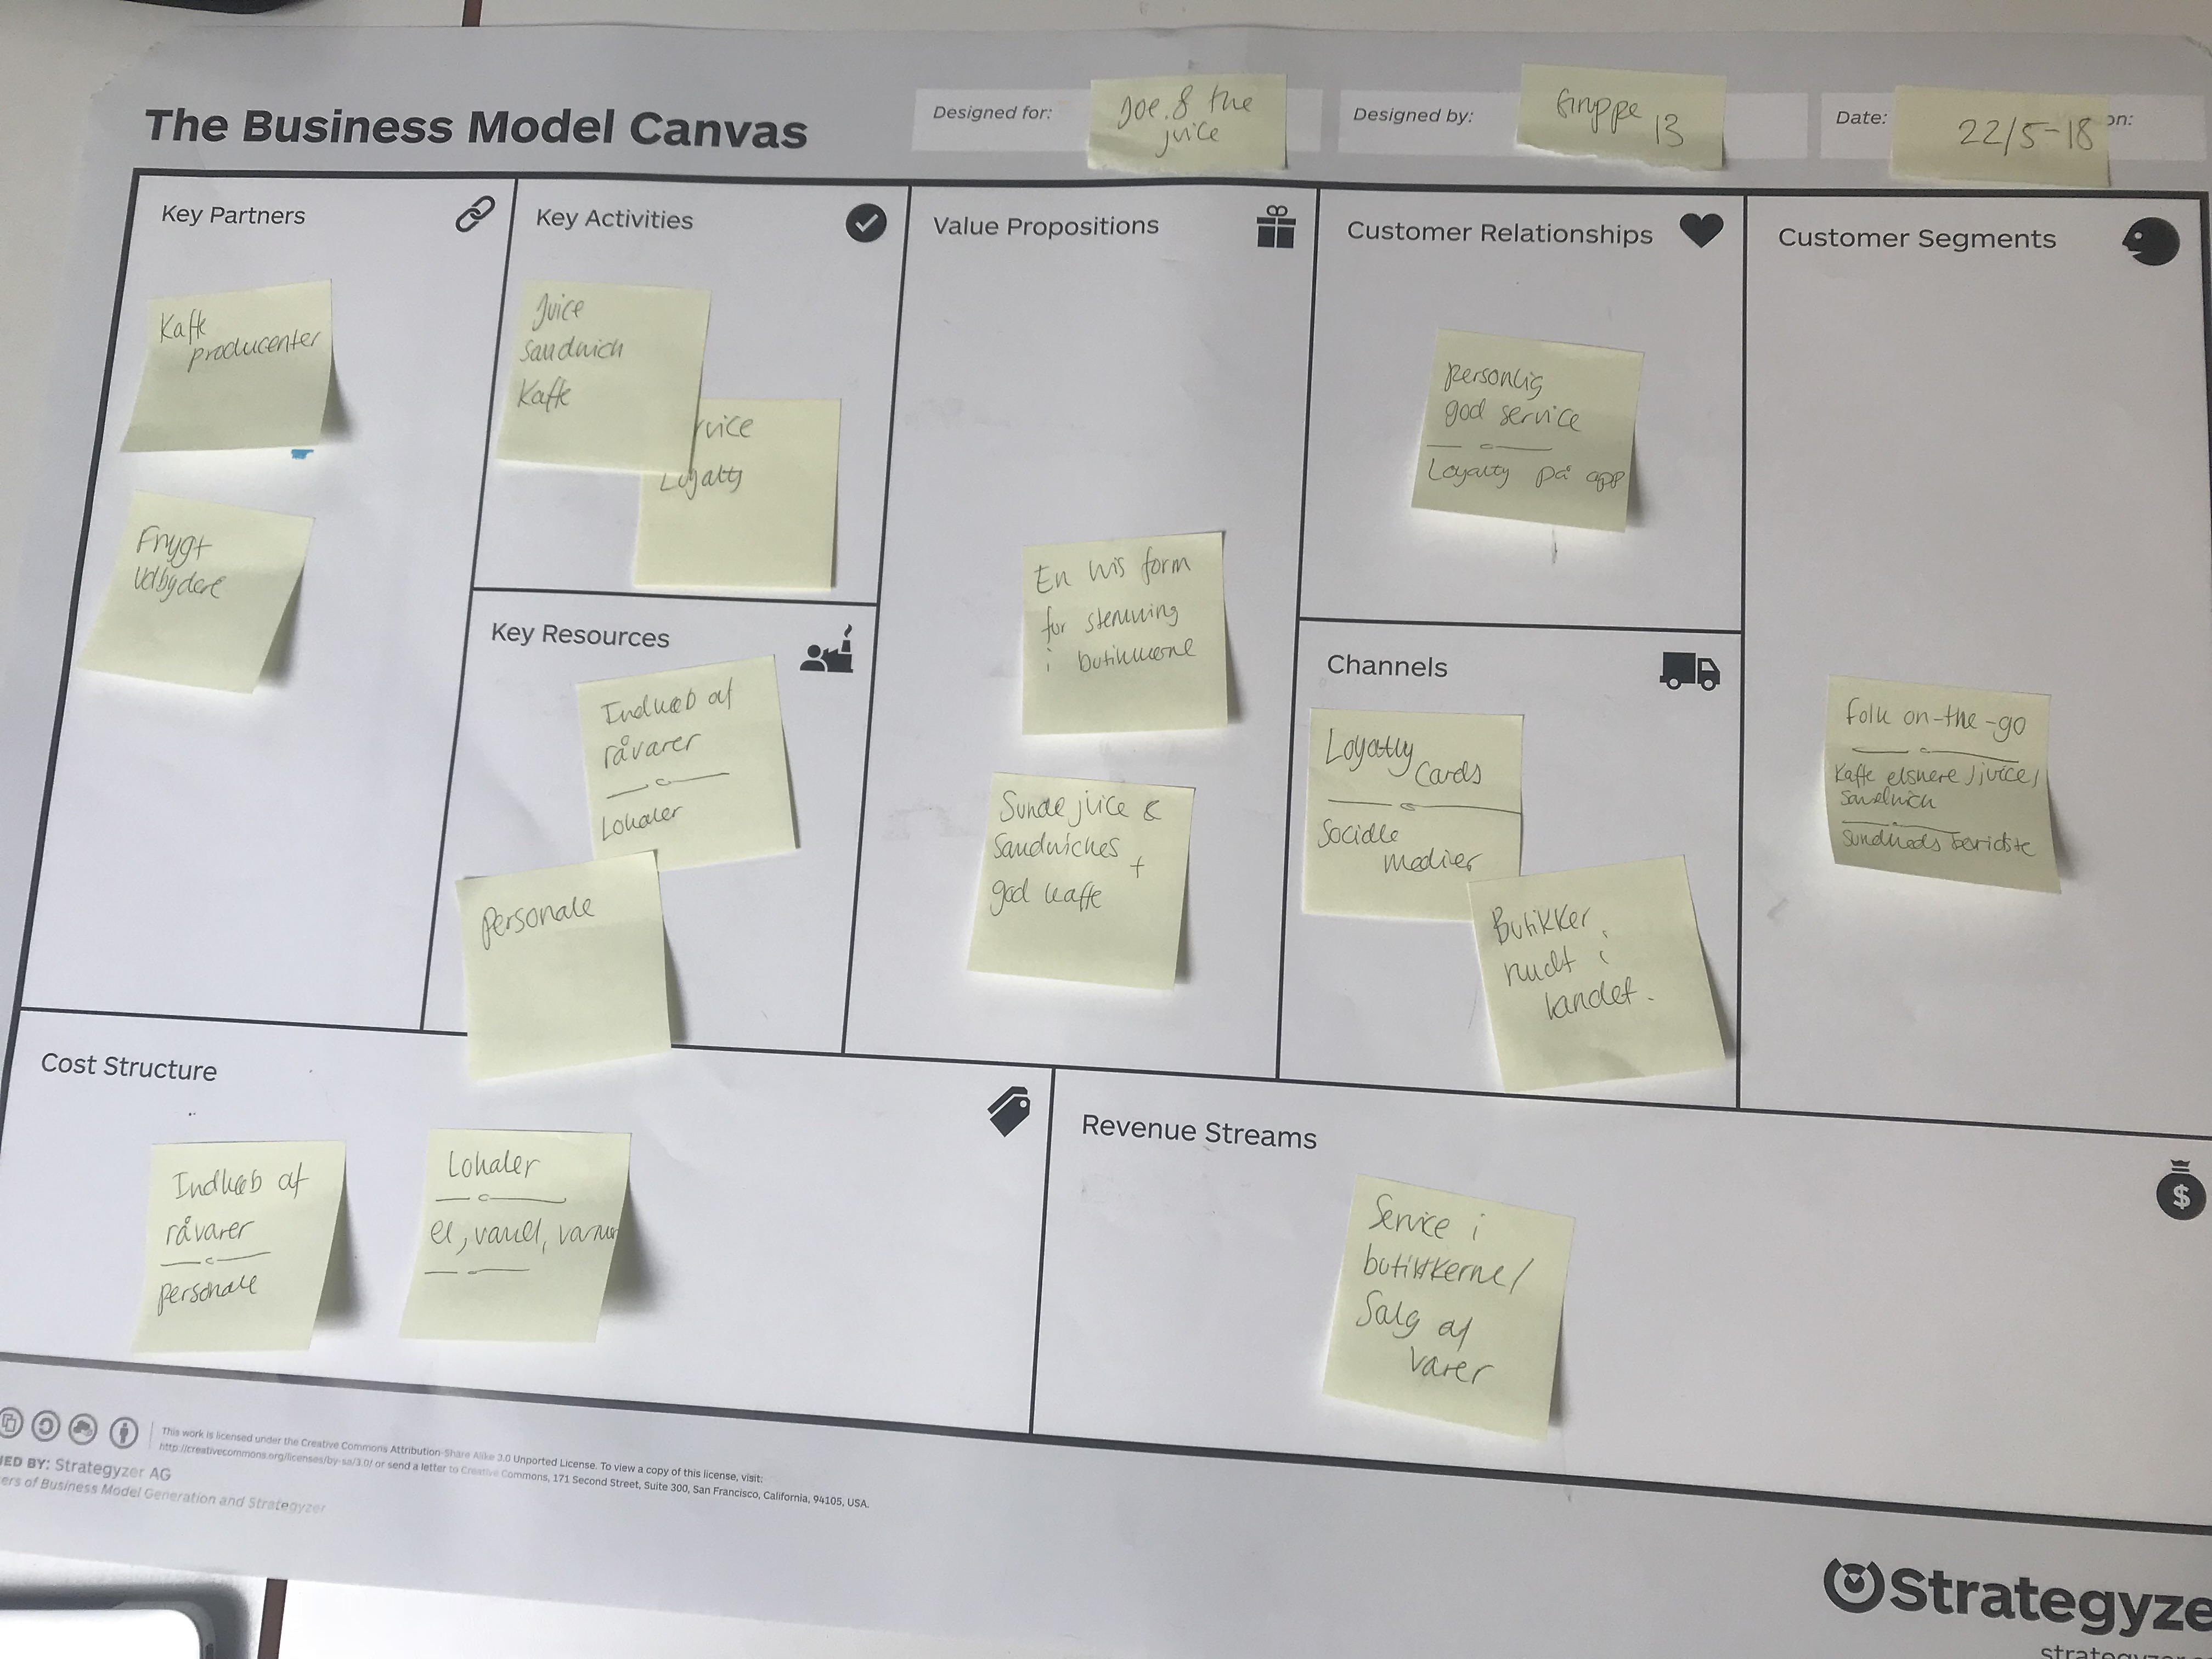 The Business Model Canvas
Designed for:
Joe & the
juice
Designed by:
Gruppe
13
Date:
22/5-18
on:
Key Partners
Kaffe
producenter
Frugt
Udbydere
Key Activities
Juice
Sandwich
Kaffe
rvice
Loyalty
Key Resources
Indkøb af
råvarer
Lokaler
Personale
Value Propositions
En vis form
for stemning
i butikkerne
Sunde juice &
Sandwiches +
god kaffe
Customer Relationships
personlig
god service
Loyalty på app
Channels
Loyalty
Cards
Sociale
medier
Butikker
rundt i
landet.
Customer Segments
Folk on-the-go
Kaffe elskere/juice/
Sandwich
Sundheds
Cost Structure
Indkøb af
råvarer
personale
Lokaler
el, vand, varme
Revenue Streams
Service i
butikkerne/
Salg af
varer
This work is licensed under the Creative Commons Attribution-Share Alike 3.0 Unported License. To view a copy of this license, visit:
http://creativecommons.org/licenses/by-sa/3.0/ or send a letter to Creative Commons, 171 Second Street, Suite 300, San Francisco, California, 94105, USA.
NED BY: Strategyzer AG
ers of Business Model Generation and Strategyzer
Strategyze
strategyzer